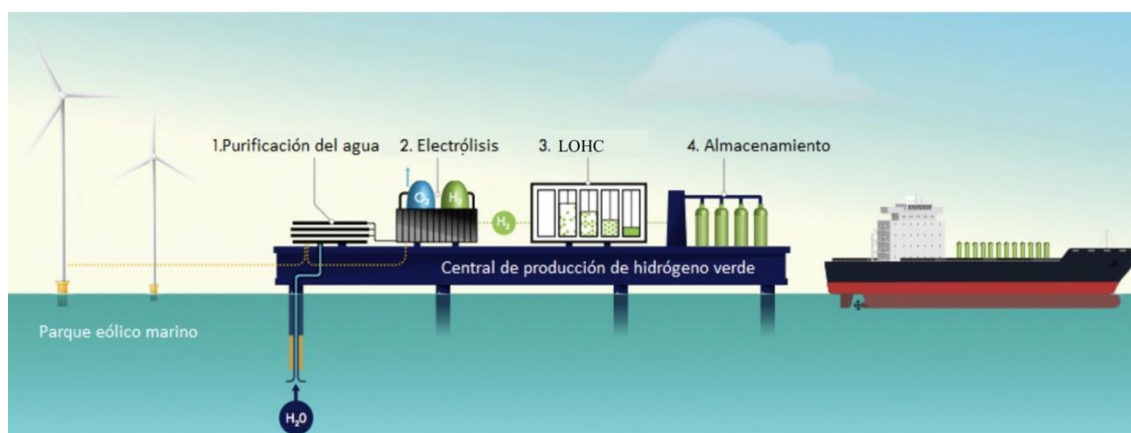 1.Purificación del agua
2. Electrólisis
3. LOHC
4. Almacenamiento
O₂
H₂
H₂
Central de producción de hidrógeno verde
Parque eólico marino
H₂O